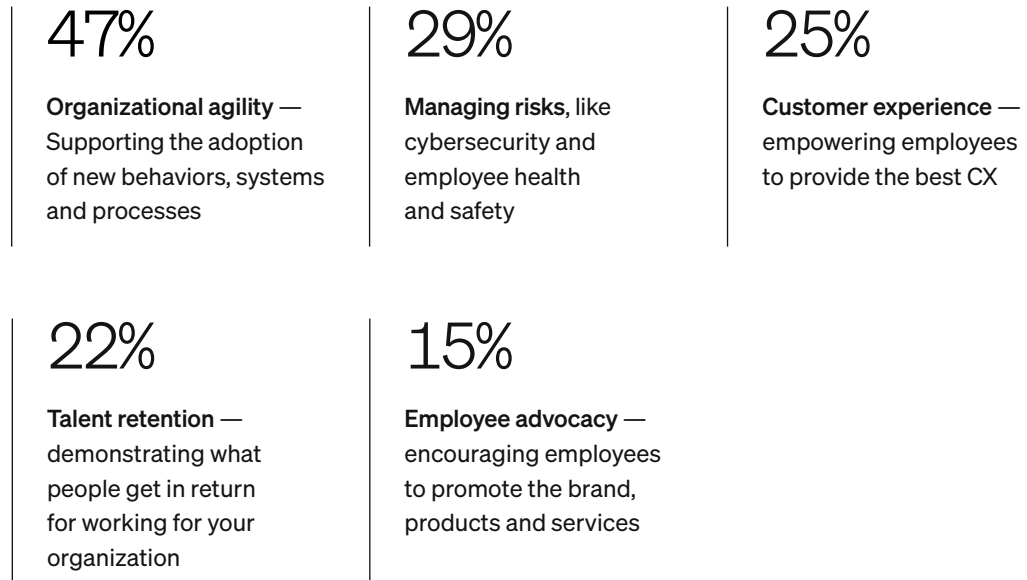 47%
Organizational agility —
Supporting the adoption
of new behaviors, systems
and processes
29%
Managing risks, like
cybersecurity and
employee health
and safety
25%
Customer experience —
empowering employees
to provide the best CX
22%
Talent retention —
demonstrating what
people get in return
for working for your
organization
15%
Employee advocacy —
encouraging employees
to promote the brand,
products and services